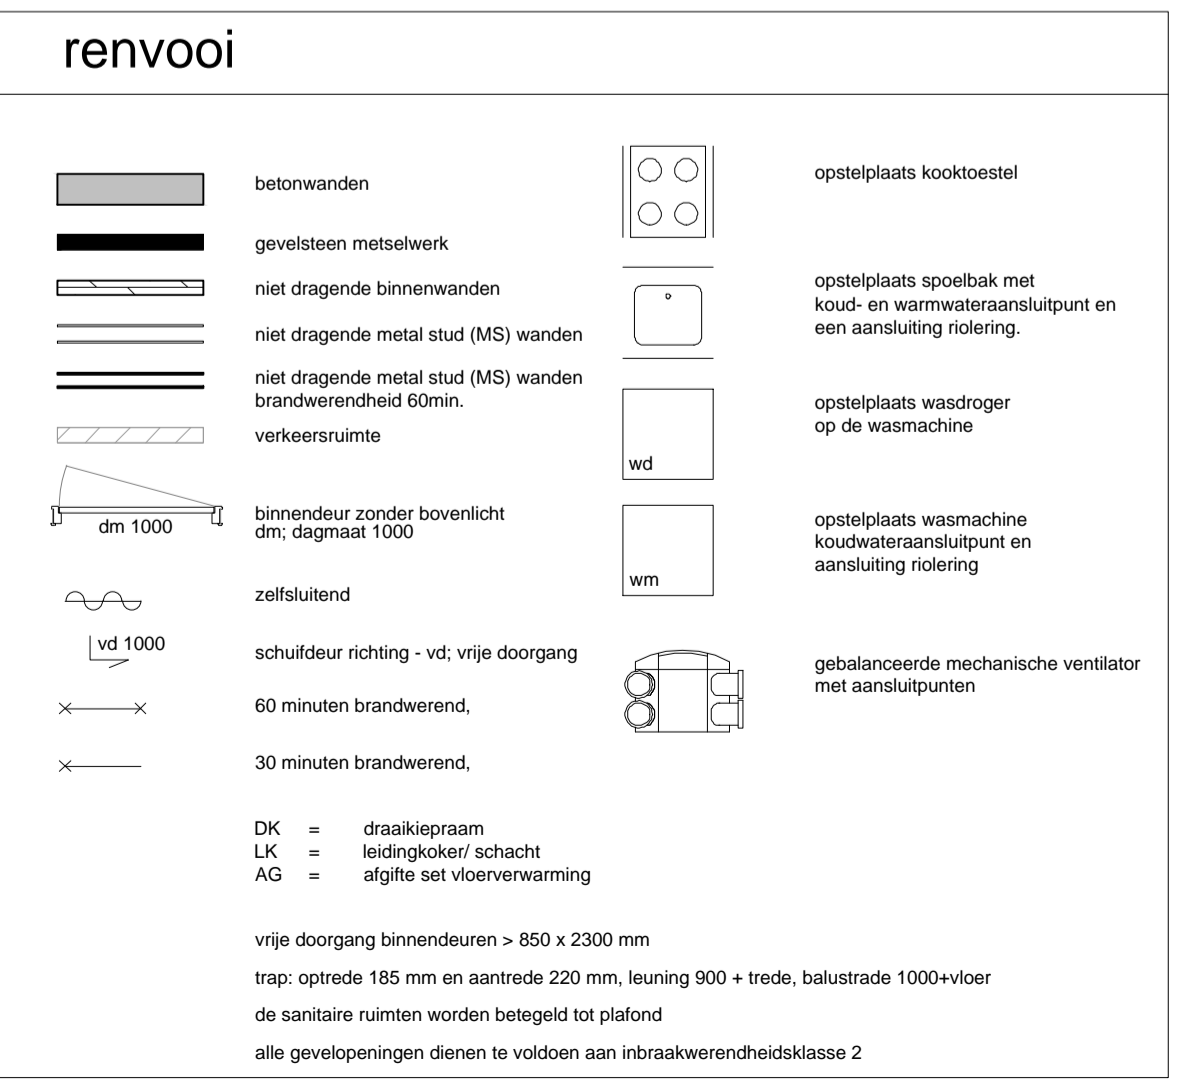 renvooi
betonwanden
gevelsteen metselwerk
niet dragende binnenwanden
niet dragende metal stud (MS) wanden
niet dragende metal stud (MS) wanden
brandwerendheid 60min.
verkeersruimte
dm 1000
binnendeur zonder bovenlicht
dm; dagmaat 1000
zelfsluitend
vd 1000
schuifdeur richting - vd; vrije doorgang
60 minuten brandwerend,
30 minuten brandwerend,
opstelplaats kooktoestel
opstelplaats spoelbak met
koud- en warmwateraansluitpunt en
een aansluiting riolering.
wd
opstelplaats wasdroger
op de wasmachine
wm
opstelplaats wasmachine
koudwateraansluitpunt en
aansluiting riolering
gebalanceerde mechanische ventilator
met aansluitpunten
DK = draaikiepraam
LK = leidingkoker/ schacht
AG = afgifte set vloerverwarming
vrije doorgang binnendeuren > 850 x 2300 mm
trap: optrede 185 mm en aantrede 220 mm, leuning 900 + trede, balustrade 1000+vloer
de sanitaire ruimten worden betegeld tot plafond
alle gevelopeningen dienen te voldoen aan inbraakwerendheidsklasse 2